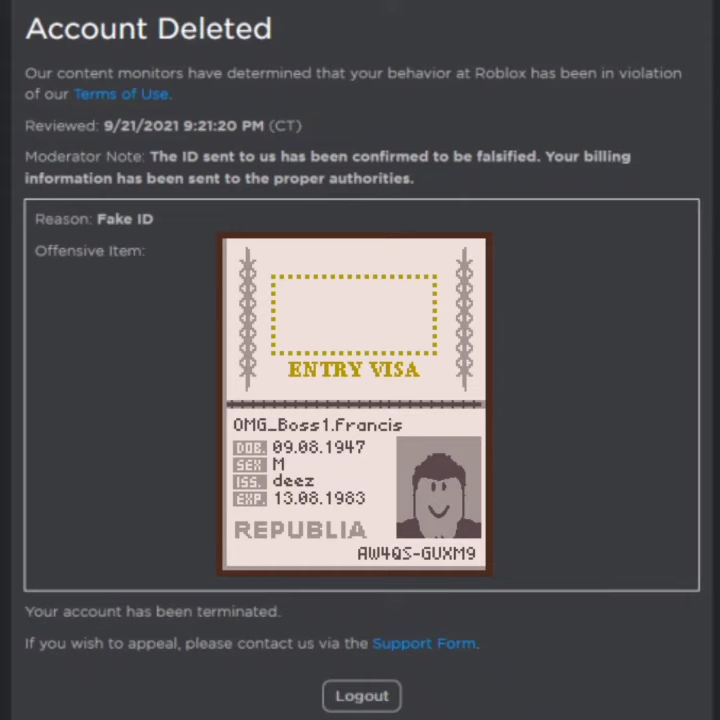 Account Deleted
Our content monitors have determined that your behavior at Roblox has been in violation
of our Terms of Use.
Reviewed: 9/21/2021 9:21:20 PM (CT)
Moderator Note: The ID sent to us has been confirmed to be falsified. Your billing
information has been sent to the proper authorities.
Reason: Fake ID
Offensive Item:
ENTRY VISA
OMG_Boss1.Francis
DOB. 09.08.1947
SEX M
ISS. deez
EXP. 13.08.1983
REPUBLIA
AW4QS-GUXM9
Your account has been terminated.
If you wish to appeal, please contact us via the Support Form.
Logout